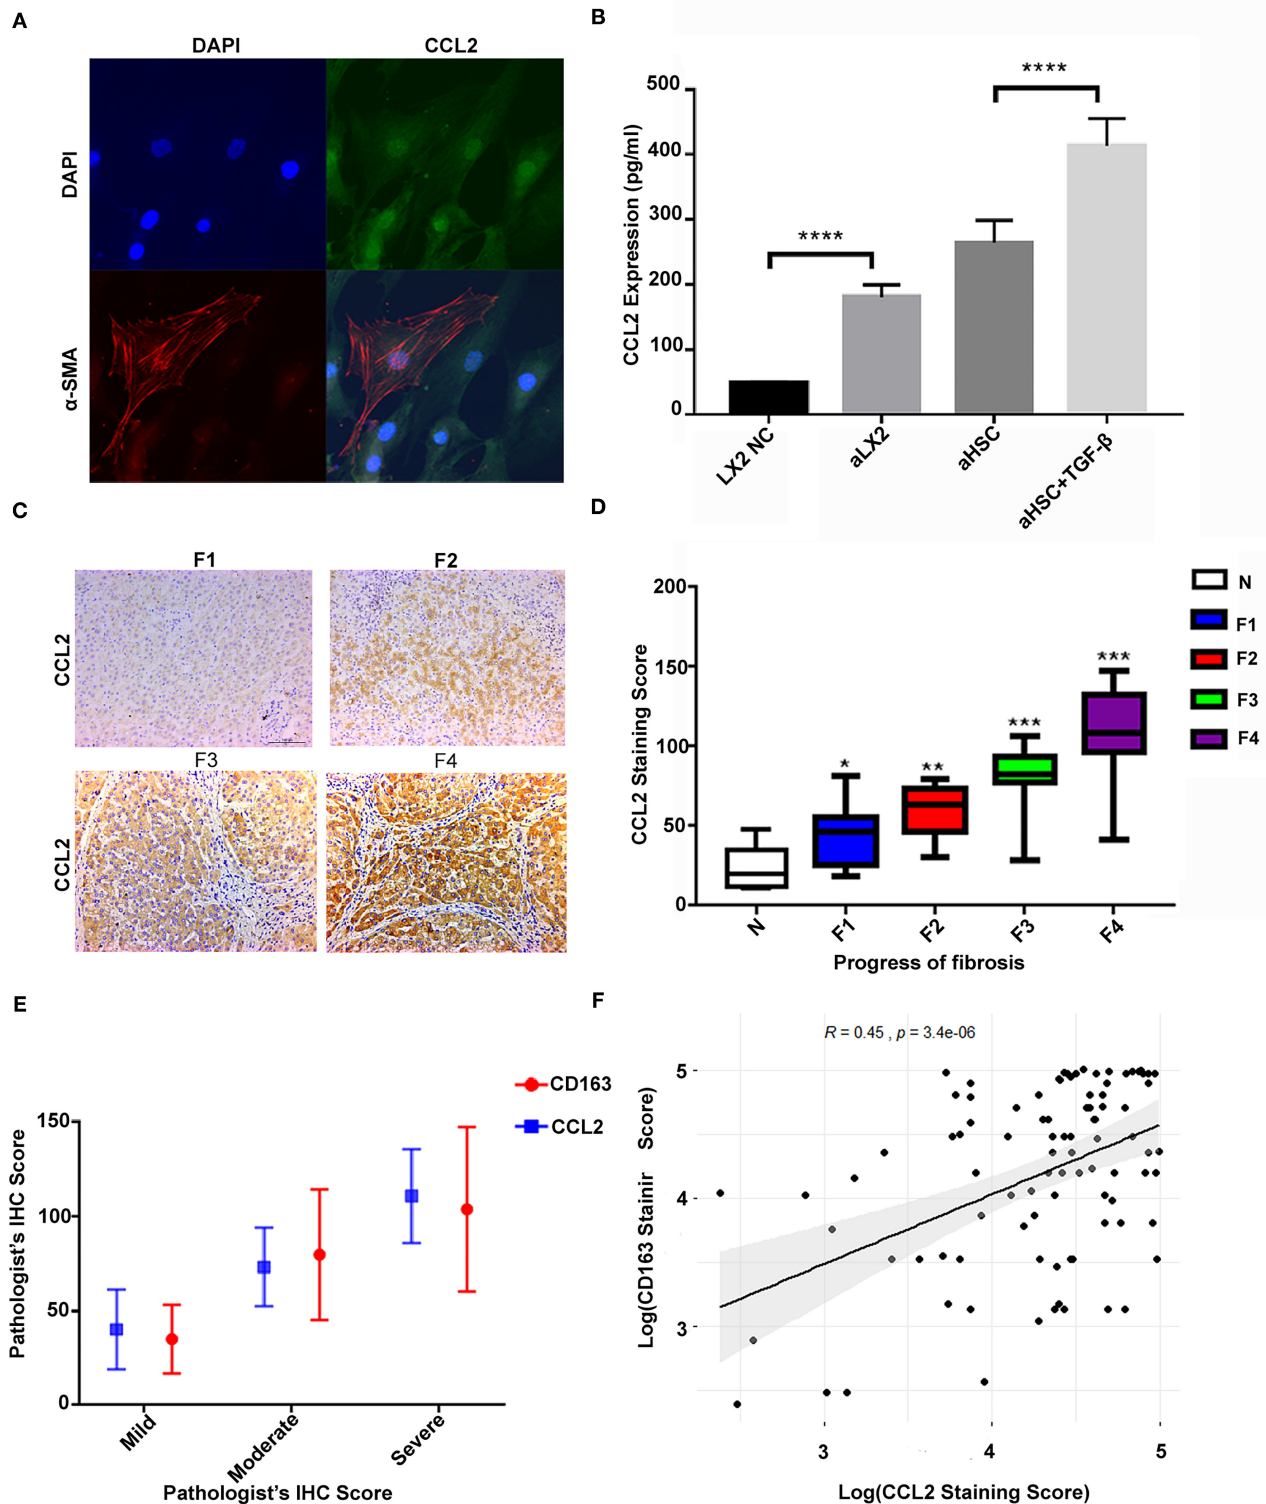 A
DAPI
CCL2
DAPI
α-SMA
B
CCL2 Expression (pg/ml)
500
400
300
200
100
0
****
****
LX2 NC
aLX2
aHSC
aHSC+TGF-β
C
F1
F2
CCL2
F3
F4
CCL2
D
CCL2 Staining Score
200
150
100
50
0
*
**
***
***
N
F1
F2
F3
F4
Progress of fibrosis
N
F1
F2
F3
F4
E
Pathologist's IHC Score
150
100
50
0
CD163
CCL2
Mild
Moderate
Severe
Pathologist's IHC Score
F
R = 0.45 , p = 3.4e-06
Log(CD163 Stainir Score)
5
4
3
3
4
5
Log(CCL2 Staining Score)